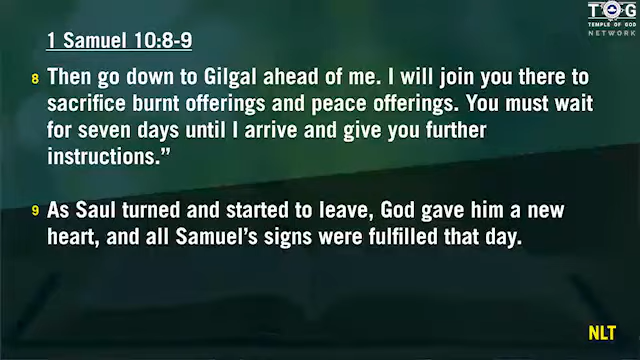 TOG
TEMPLE OF GOD
NETWORK
1 Samuel 10:8-9
8 Then go down to Gilgal ahead of me. I will join you there to
sacrifice burnt offerings and peace offerings. You must wait
for seven days until I arrive and give you further
instructions.”
9 As Saul turned and started to leave, God gave him a new
heart, and all Samuel’s signs were fulfilled that day.
NLT